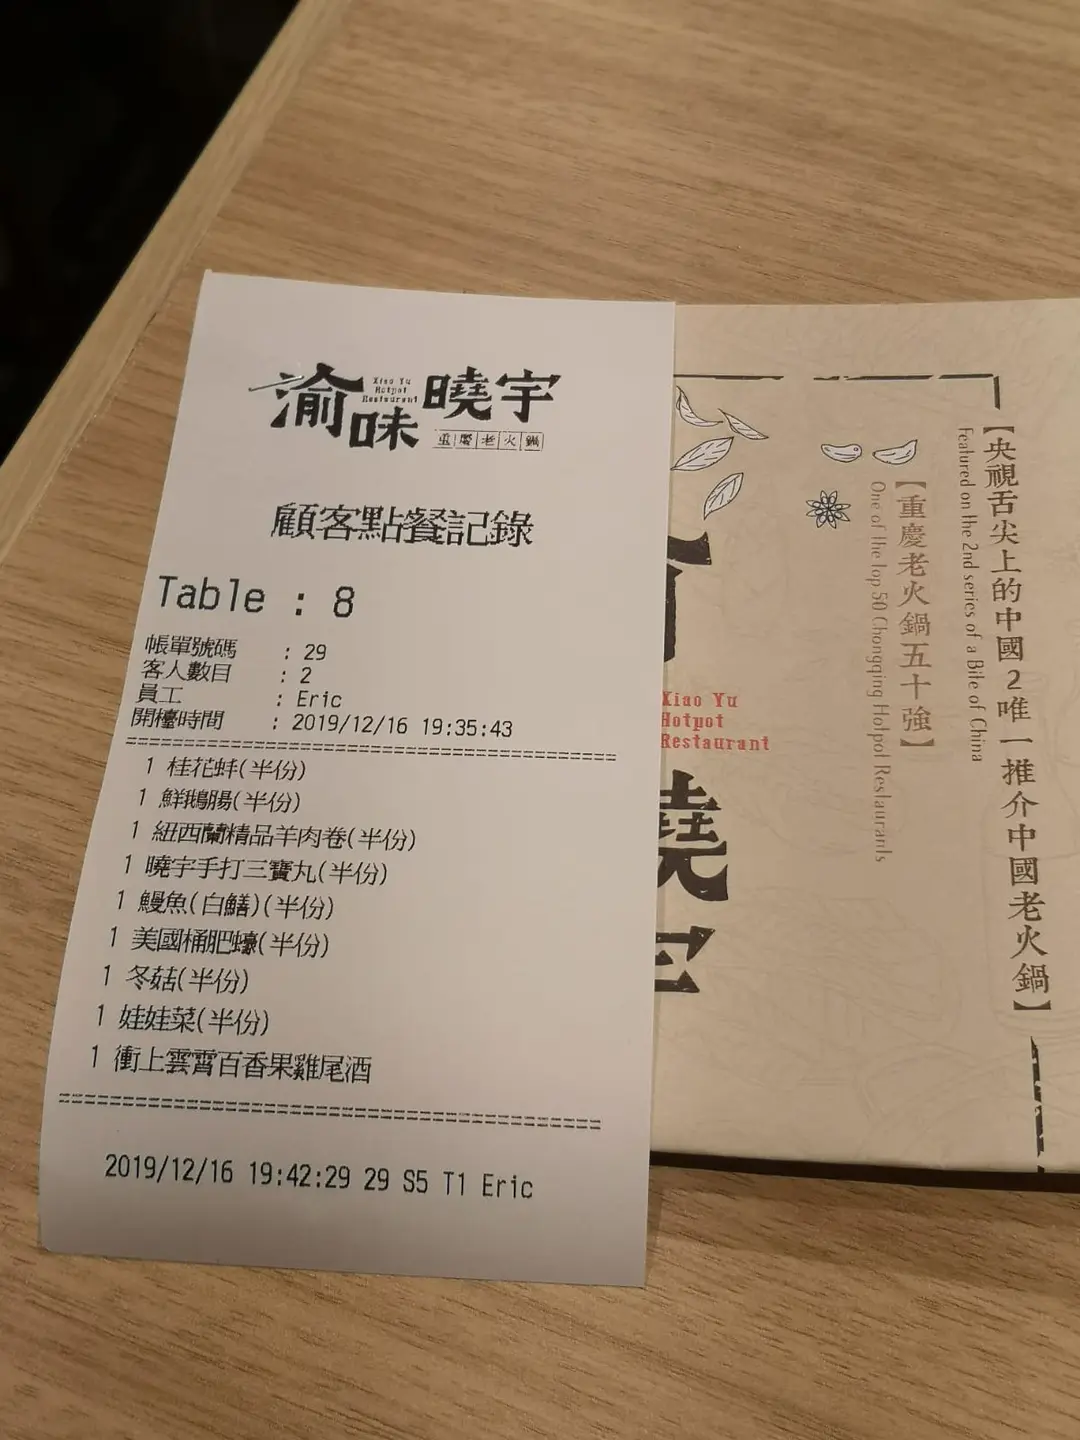 渝味曉宇
Xiao Yu
Hotpot
Restaurant
重慶老火鍋
顧客點餐記錄
Table : 8
帳單號碼 : 29
客人數目 : 2
員工 : Eric
開檯時間 : 2019/12/16 19:35:43
1 桂花蚌(半份)
1 鮮鵝腸(半份)
1 紐西蘭精品羊肉卷(半份)
1 曉宇手打三寶丸(半份)
1 鰻魚(白鱔)(半份)
1 美國桶肥蠔(半份)
1 冬菇(半份)
1 娃娃菜(半份)
1 衝上雲霄百香果雞尾酒
2019/12/16 19:42:29 29 S5 T1 Eric
【央視舌尖上的中國2唯一推介中國老火鍋】
Featured on the 2nd series of a Bite of China
【重慶老火鍋五十強】
One of the top 50 Chongqing Hotpot Restaurants
Xiao Yu
Hotpot
Restaurant